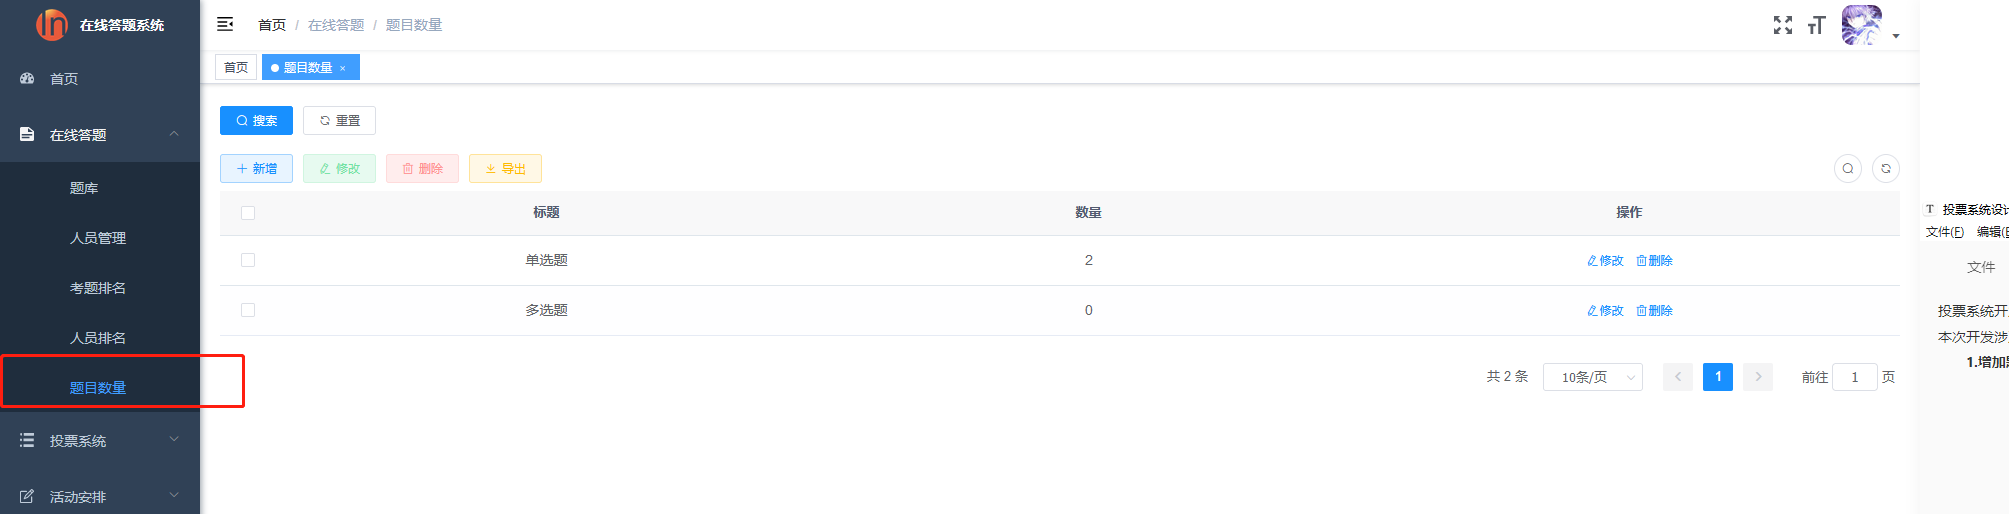 在线答题系统
首页
在线答题
题库
人员管理
考题排名
人员排名
题目数量
投票系统
活动安排
首页 / 在线答题 / 题目数量
首页 题目数量 ×
搜索 重置
新增 修改 删除 导出
标题 数量 操作
单选题 2 修改 删除
多选题 0 修改 删除
共 2 条 10条/页 1 前往 1 页
T 投票系统设计
文件(F) 编辑(E
文件
投票系统开
本次开发涉
1.增加